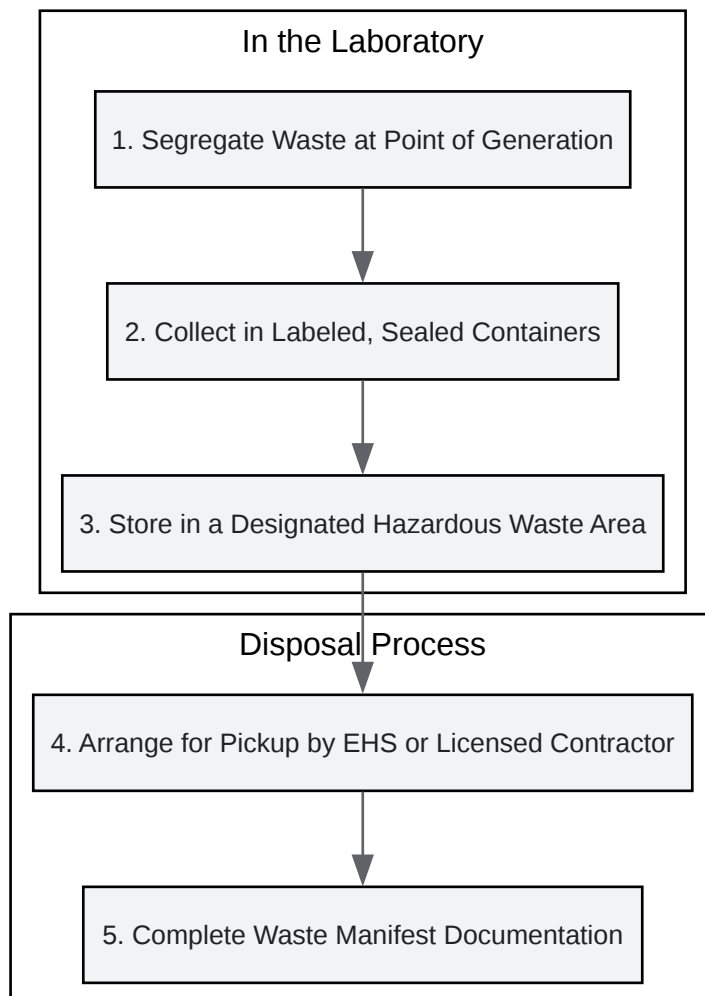 In the Laboratory
1. Segregate Waste at Point of Generation
2. Collect in Labeled, Sealed Containers
3. Store in a Designated Hazardous Waste Area
Disposal Process
4. Arrange for Pickup by EHS or Licensed Contractor
5. Complete Waste Manifest Documentation